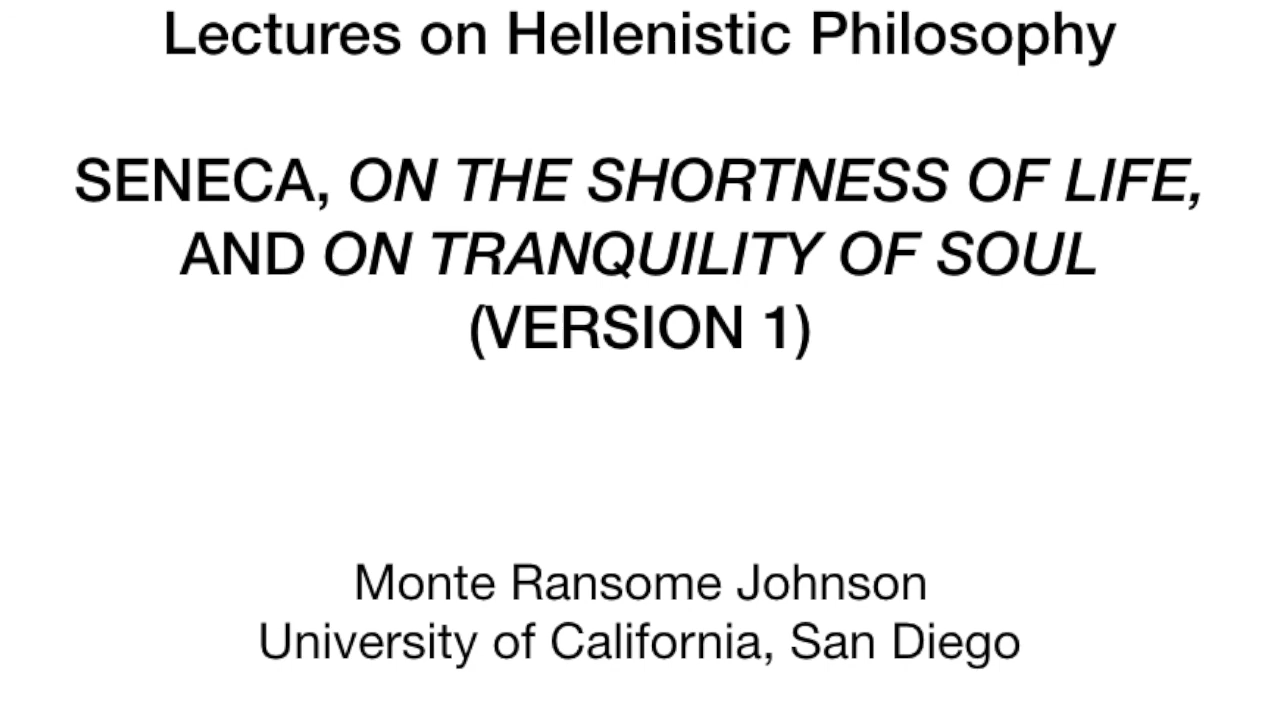 Lectures on Hellenistic Philosophy
SENECA, ON THE SHORTNESS OF LIFE,
AND ON TRANQUILITY OF SOUL
(VERSION 1)
Monte Ransome Johnson
University of California, San Diego